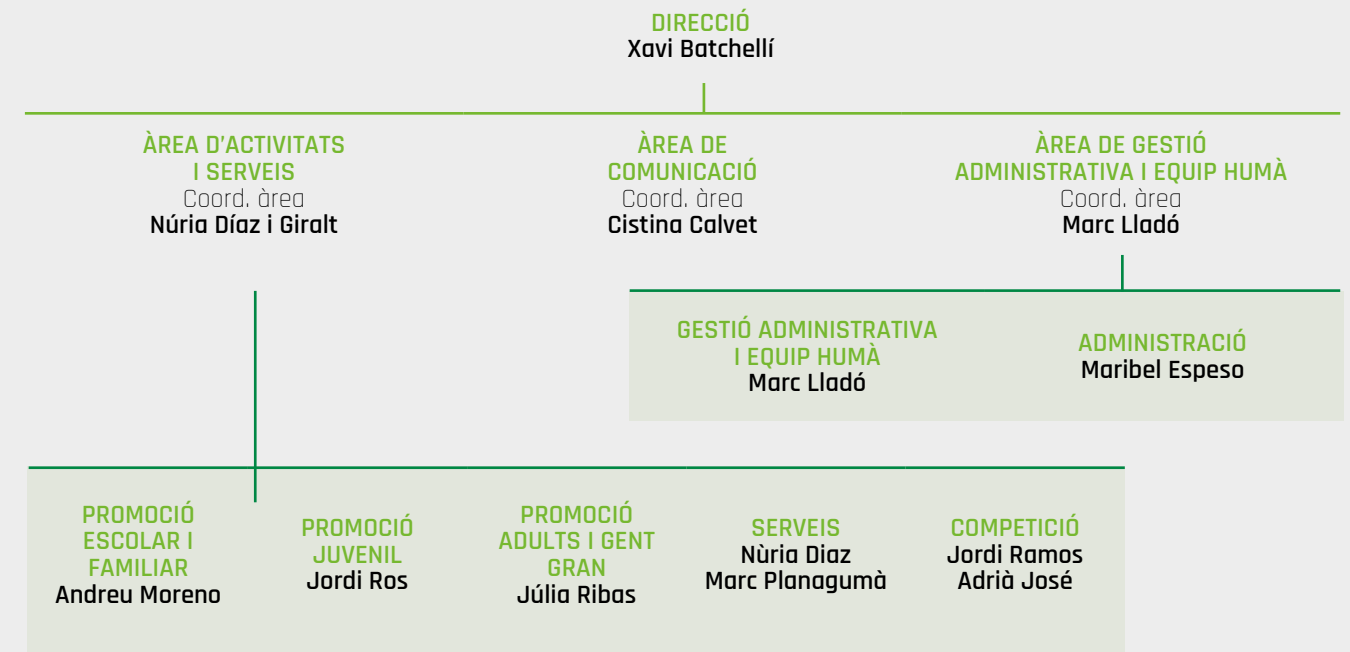 DIRECCIÓ
Xavi Batchellí
ÀREA D'ACTIVITATS
I SERVEIS
Coord. àrea
Núria Díaz i Giralt
ÀREA DE
COMUNICACIÓ
Coord. àrea
Cistina Calvet
ÀREA DE GESTIÓ
ADMINISTRATIVA I EQUIP HUMÀ
Coord. àrea
Marc Lladó
GESTIÓ ADMINISTRATIVA
I EQUIP HUMÀ
Marc Lladó
ADMINISTRACIÓ
Maribel Espeso
PROMOCIÓ
ESCOLAR I
FAMILIAR
Andreu Moreno
PROMOCIÓ
JUVENIL
Jordi Ros
PROMOCIÓ
ADULTS I GENT
GRAN
Júlia Ribas
SERVEIS
Nùria Diaz
Marc Planagumà
COMPETICIÓ
Jordi Ramos
Adrià José